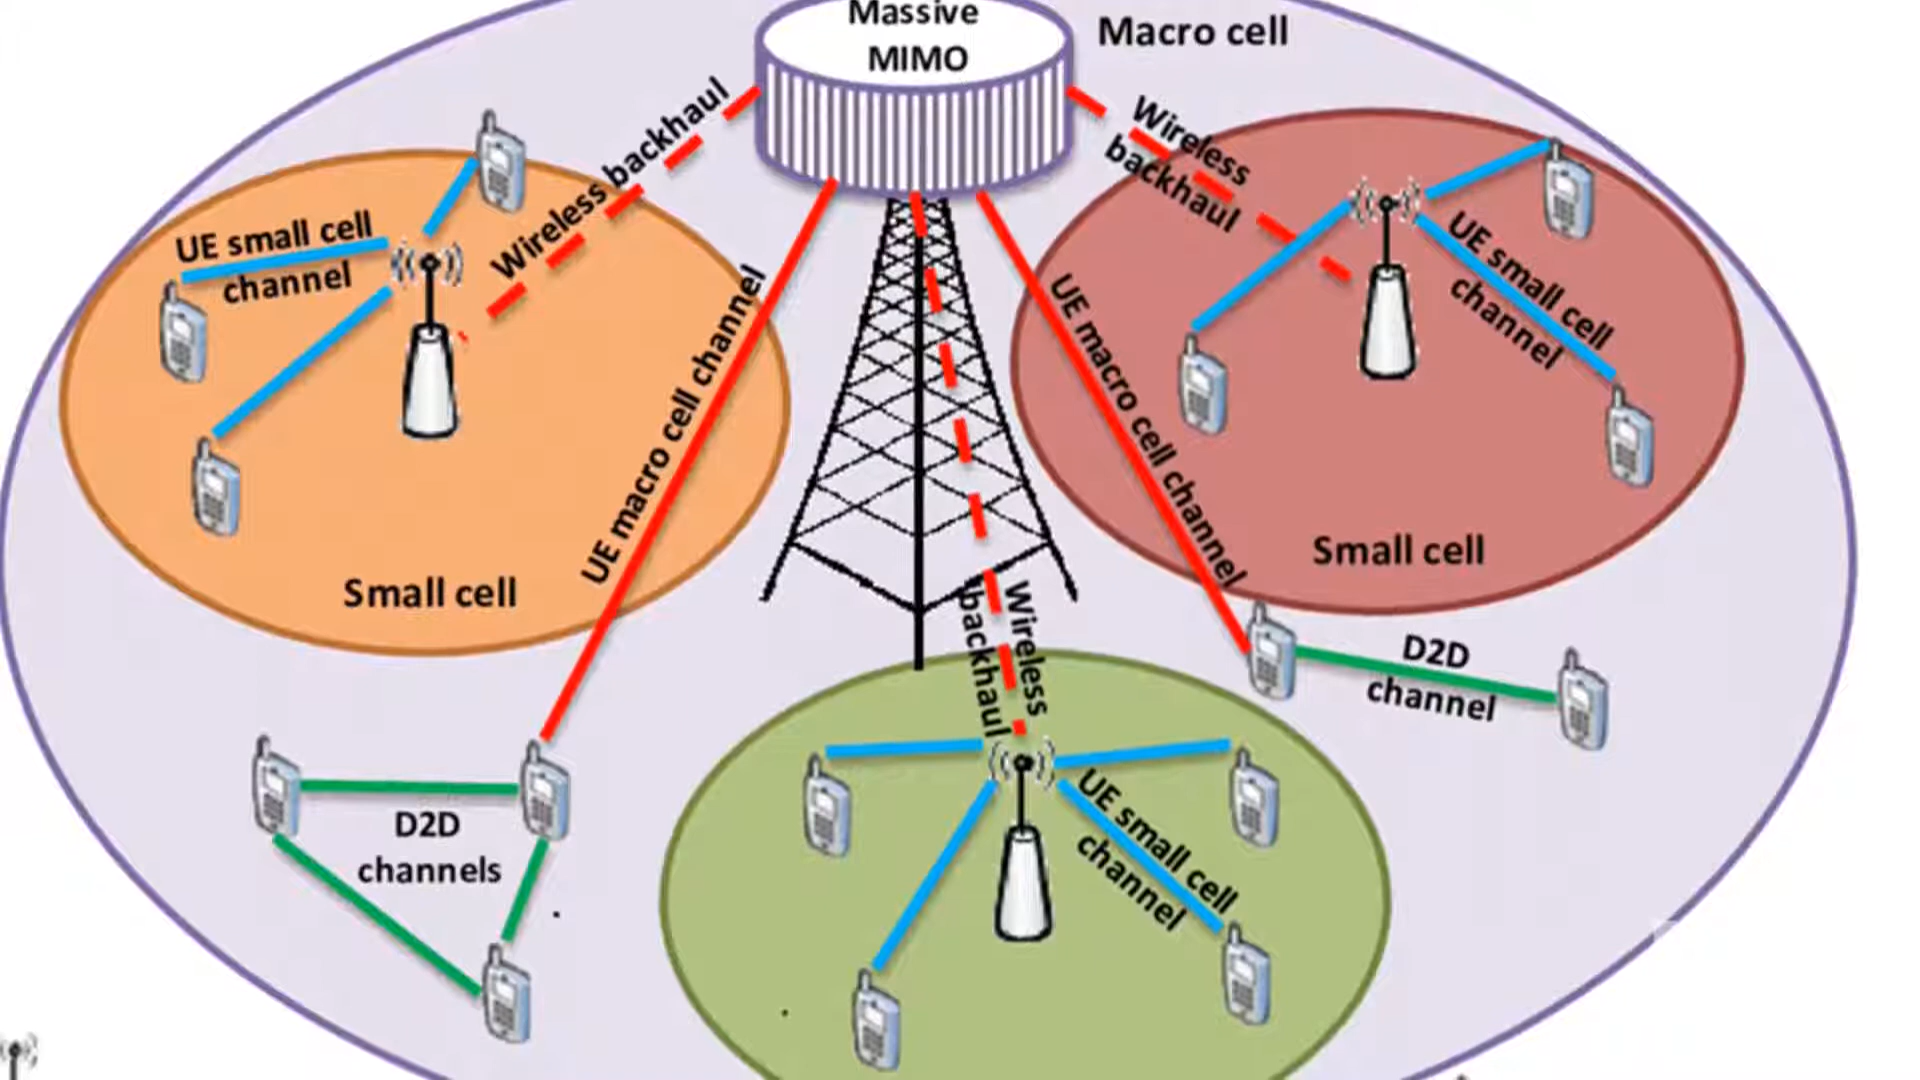 Massive
MIMO
Macro cell
Wireless backhaul
Wireless
backhaul
UE small cell
channel
UE small cell
channel
UE macro cell channel
UE macro cell channel
Small cell
Small cell
Wireless
backhaul
D2D
channel
D2D
channels
UE small cell
channel